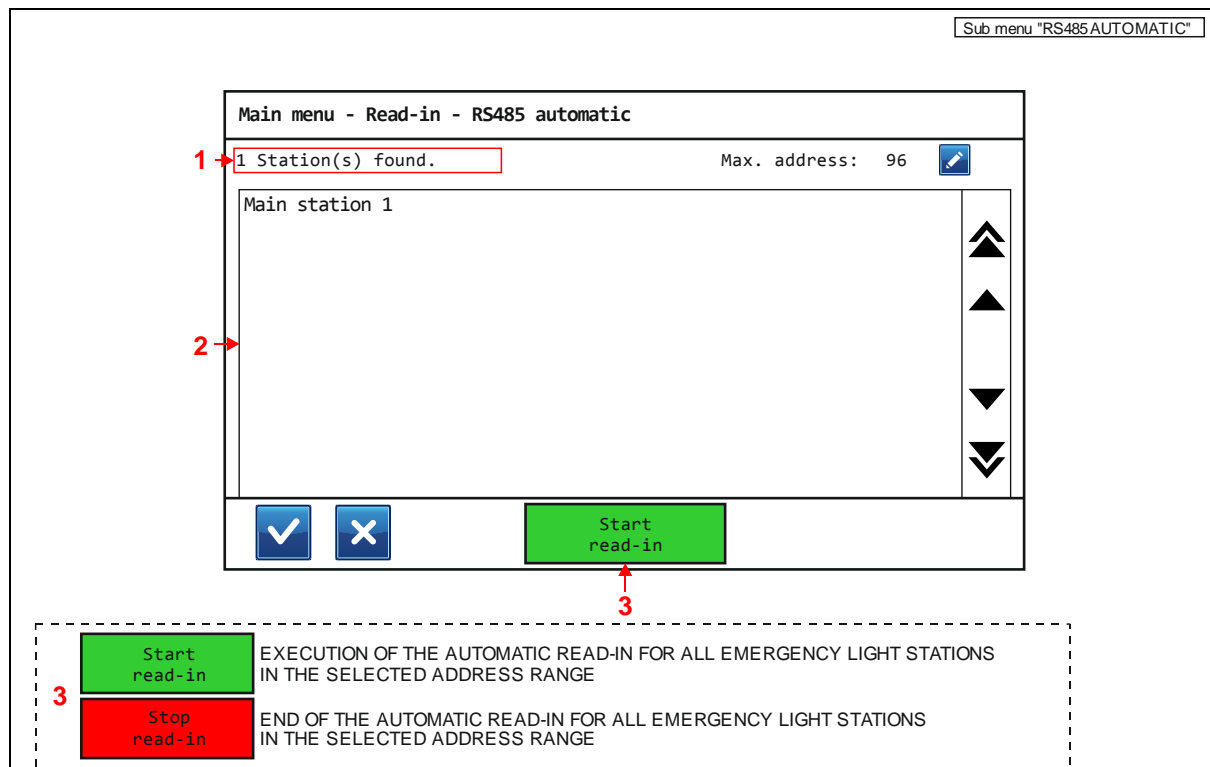 Sub menu "RS485 AUTOMATIC"
Main menu - Read-in - RS485 automatic
1
1 Station(s) found.
Max. address: 96
Main station 1
2
Start
read-in
3
3
Start
read-in
EXECUTION OF THE AUTOMATIC READ-IN FOR ALL EMERGENCY LIGHT STATIONS
IN THE SELECTED ADDRESS RANGE
Stop
read-in
END OF THE AUTOMATIC READ-IN FOR ALL EMERGENCY LIGHT STATIONS
IN THE SELECTED ADDRESS RANGE